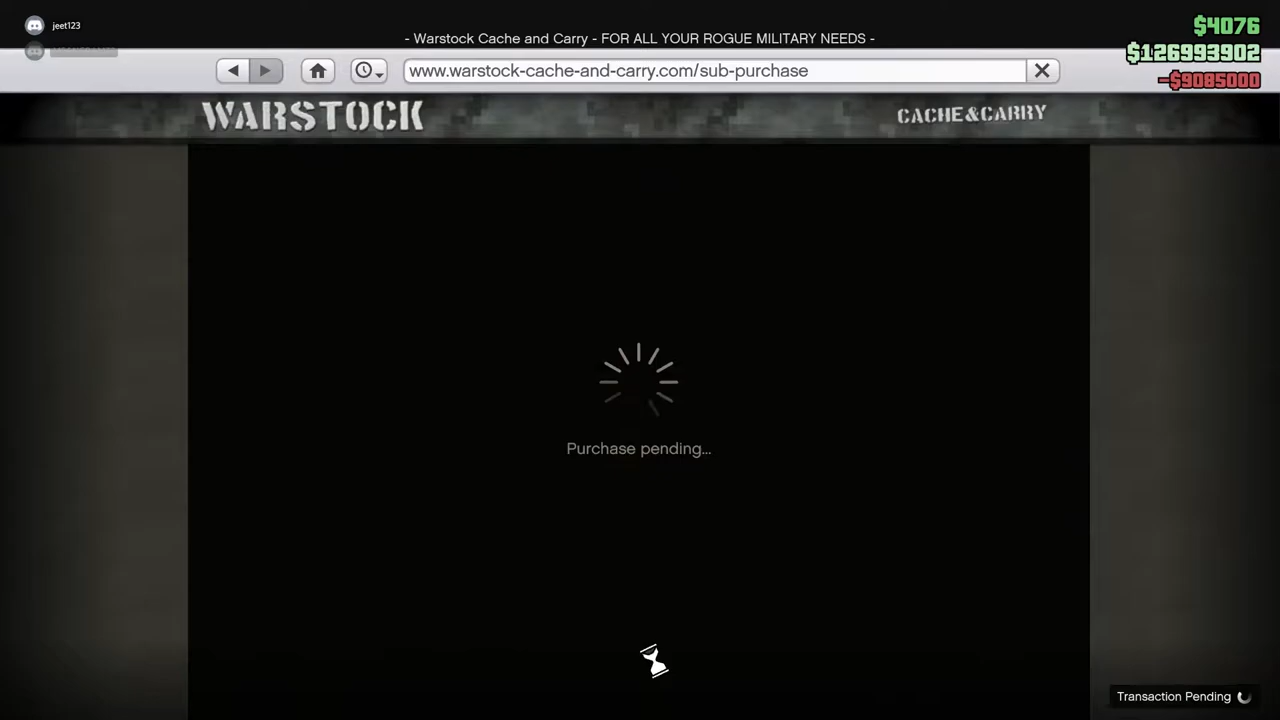 jeet123
$4076
- Warstock Cache and Carry - FOR ALL YOUR ROGUE MILITARY NEEDS -
$126993902
www.warstock-cache-and-carry.com/sub-purchase
-$9085000
WARSTOCK
CACHE&CARRY
Purchase pending...
Transaction Pending